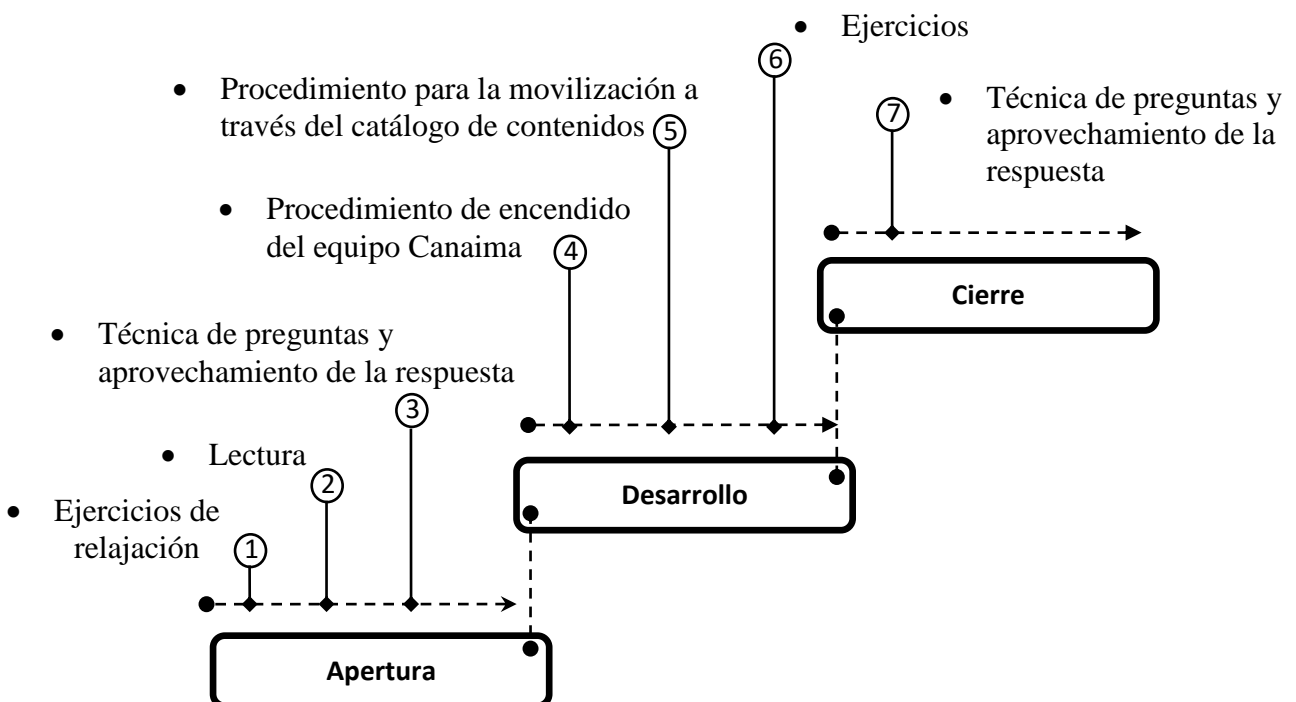 • Ejercicios
6
• Procedimiento para la movilización a
través del catálogo de contenidos 5
7
• Técnica de preguntas y
aprovechamiento de la
respuesta
• Procedimiento de encendido
del equipo Canaima 4
Cierre
• Técnica de preguntas y
aprovechamiento de la respuesta
3
• Lectura
2
Desarrollo
• Ejercicios de
relajación 1
Apertura